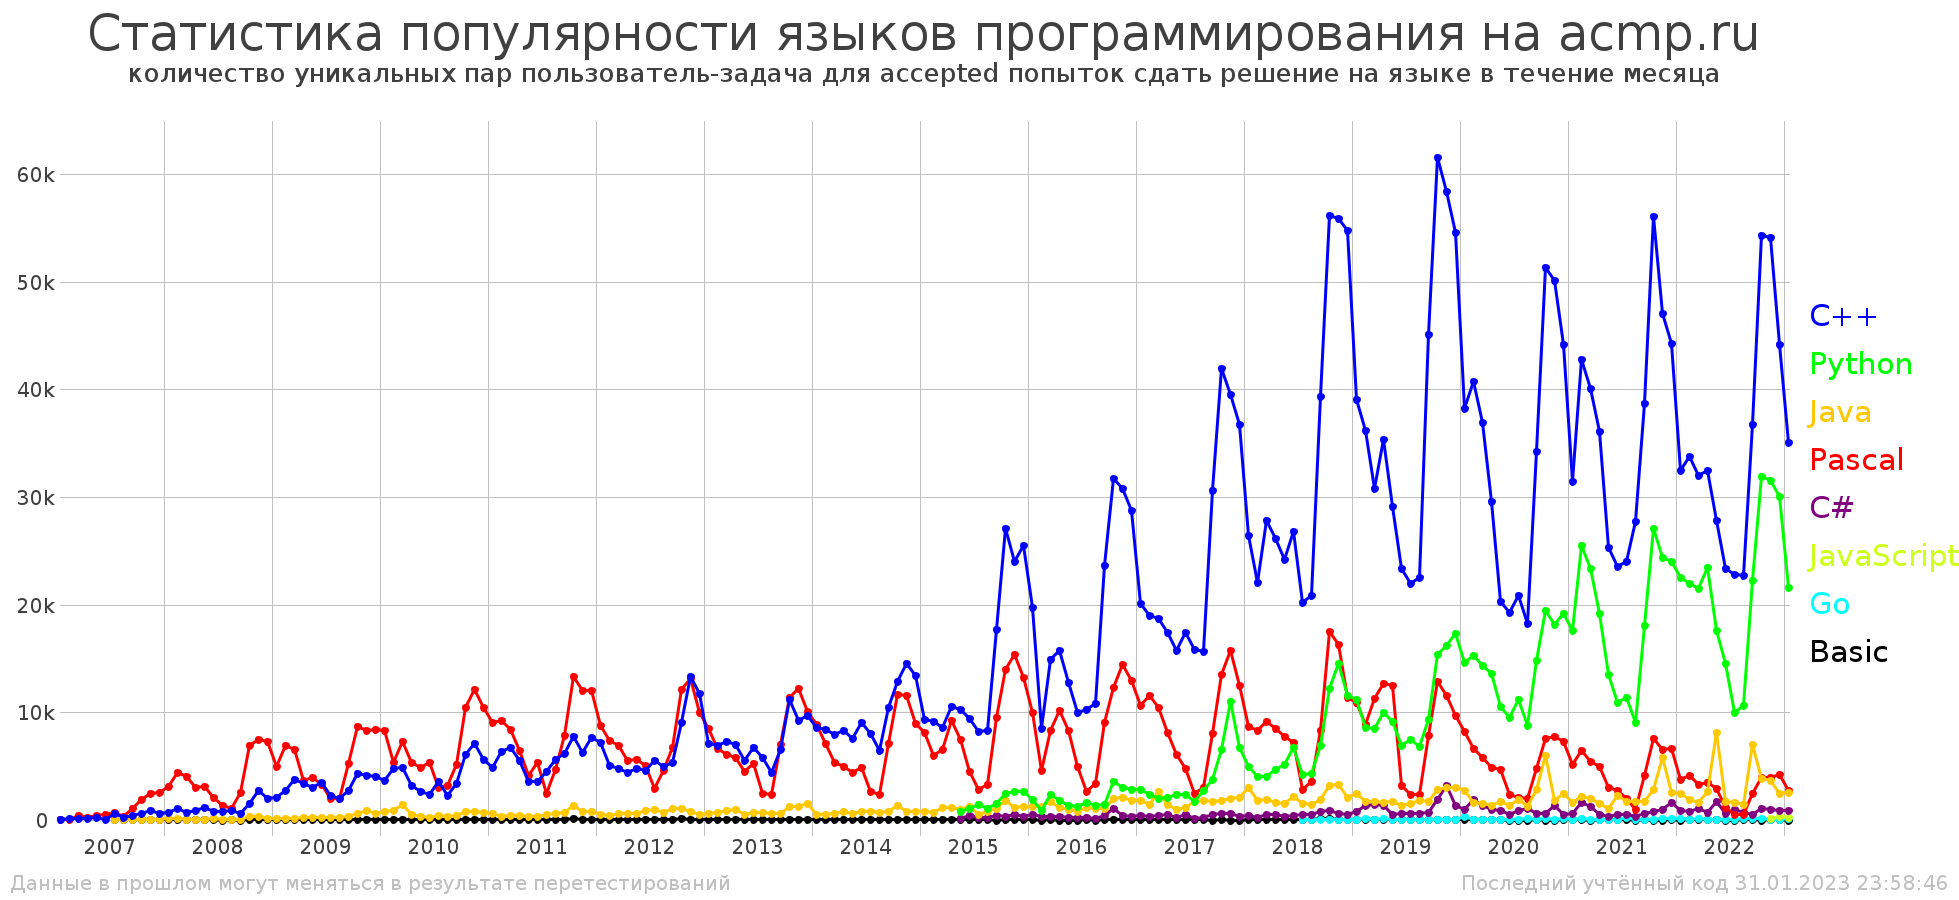 Статистика популярности языков программирования на acmp.ru
количество уникальных пар пользователь-задача для accepted попыток сдать решение на языке в течение месяца
60k
50k
40k
30k
20k
10k
0
C++
Python
Java
Pascal
C#
JavaScript
Go
Basic
2007 2008 2009 2010 2011 2012 2013 2014 2015 2016 2017 2018 2019 2020 2021 2022
Данные в прошлом могут меняться в результате перетестирований
Последний учтённый код 31.01.2023 23:58:46